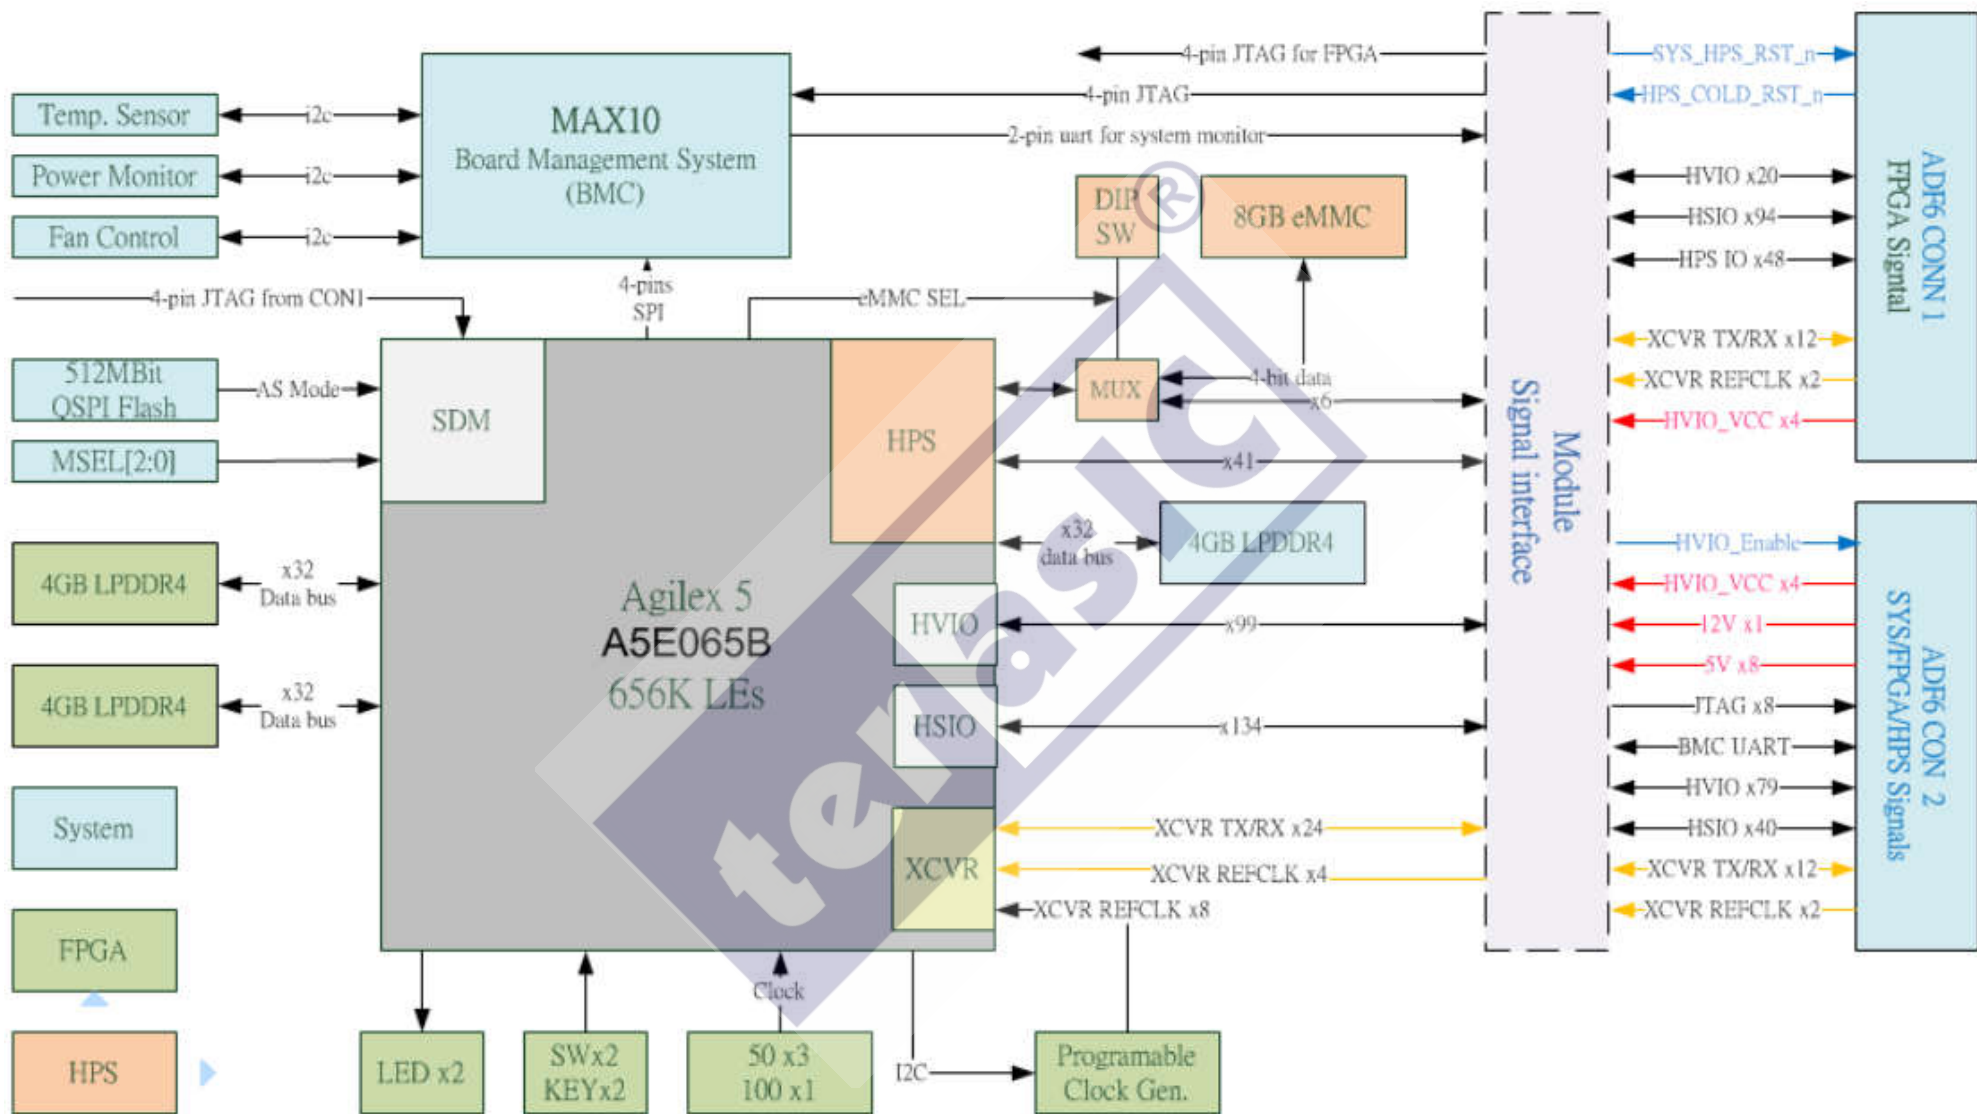 4-pin JTAG for FPGA
SYS_HPS_RST_n
4-pin JTAG
HPS_COLD_RST_n
MAX10
Board Management System
(BMC)
Temp. Sensor
i2c
2-pin uart for system monitor
Power Monitor
i2c
Fan Control
i2c
DIP
SW
8GB eMMC
®
HVIO x20
HSIO x94
HPS IO x48
ADF6 CONN 1
FPGA Signtal
4-pin JTAG from CON1
4-pins
SPI
eMMC SEL
XCVR TX/RX x12
XCVR REFCLK x2
HVIO_VCC x4
512MBit
QSPI Flash
AS Mode
MSEL[2:0]
SDM
HPS
MUX
4-bit data
x6
x41
Module
Signal interface
4GB LPDDR4
x32
Data bus
x32
data bus
4GB LPDDR4
HVIO_Enable
HVIO_VCC x4
12V x1
5V x8
JTAG x8
BMC UART
HVIO x79
HSIO x40
XCVR TX/RX x12
XCVR REFCLK x2
ADF6 CON 2
SYS/FPGA/HPS Signals
Agilex 5
A5E065B
656K LEs
HVIO
x99
4GB LPDDR4
x32
Data bus
HSIO
x134
terasic
System
XCVR
XCVR TX/RX x24
XCVR REFCLK x4
XCVR REFCLK x8
FPGA
Clock
HPS
LED x2
SWx2
KEYx2
50 x3
100 x1
I2C
Programable
Clock Gen.